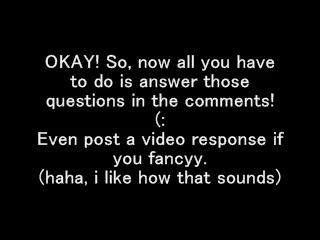 OKAY! So, now all you have
to do is answer those
questions in the comments!
(:
Even post a video response if
you fancyy.
(haha, i like how that sounds)